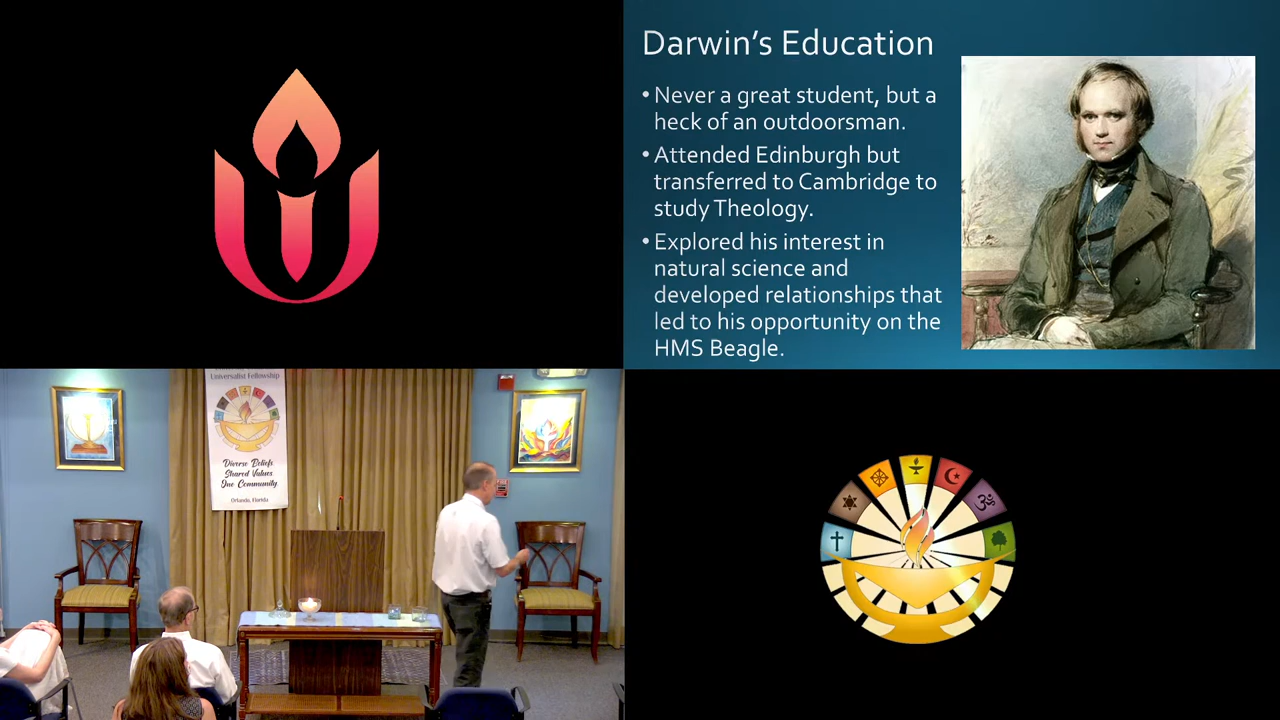 Darwin's Education
• Never a great student, but a
heck of an outdoorsman.
• Attended Edinburgh but
transferred to Cambridge to
study Theology.
• Explored his interest in
natural science and
developed relationships that
led to his opportunity on the
HMS Beagle.
Universalist Fellowship
Diverse Beliefs
Shared Values
One Community
Orlando, Florida